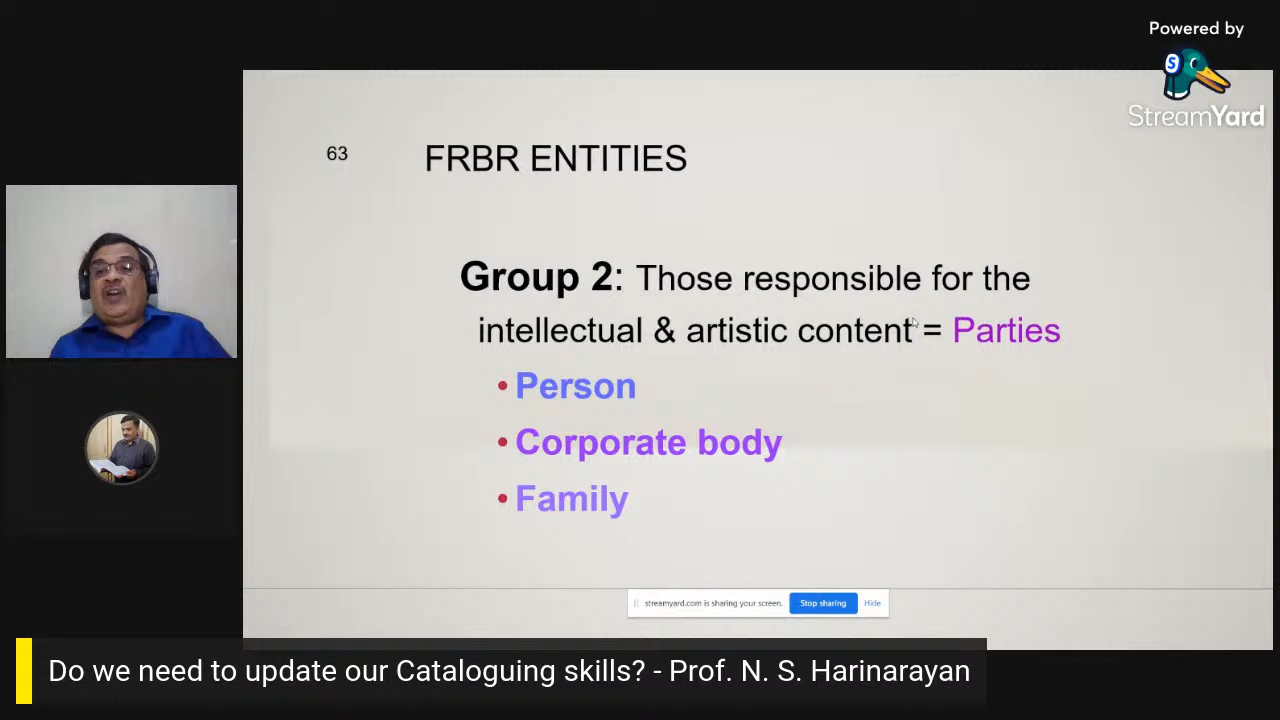 Powered by
S
StreamYard
63
FRBR ENTITIES
Group 2: Those responsible for the
intellectual & artistic content = Parties
• Person
• Corporate body
• Family
streamyard.com is sharing your screen.
Stop sharing
Hide
Do we need to update our Cataloguing skills? - Prof. N. S. Harinarayan